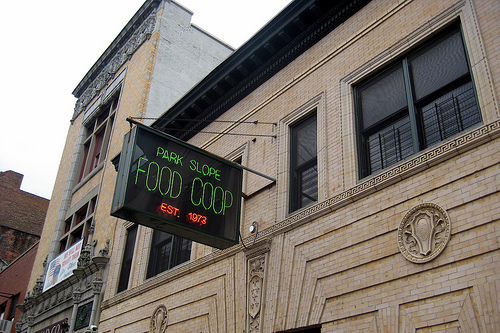 PARK SLOPE
FOOD COOP
EST. 1973